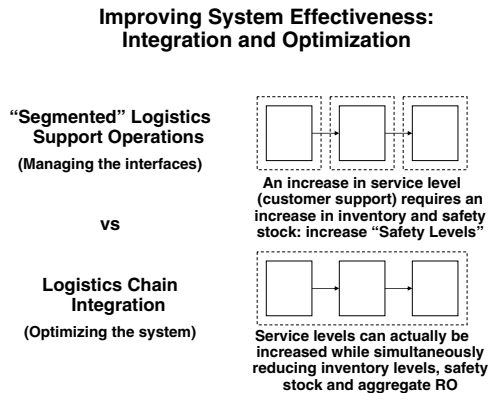 Improving System Effectiveness:
Integration and Optimization
“Segmented” Logistics
Support Operations
(Managing the interfaces)
An increase in service level
(customer support) requires an
increase in inventory and safety
stock: increase “Safety Levels”
vs
Logistics Chain
Integration
(Optimizing the system)
Service levels can actually be
increased while simultaneously
reducing inventory levels, safety
stock and aggregate RO